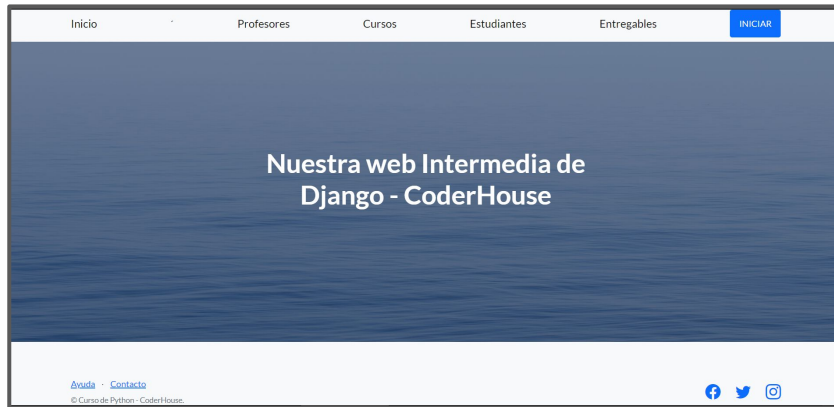 Inicio Profesores Cursos Estudiantes Entregables INICIAR
Nuestra web Intermedia de
Django - CoderHouse
Ayuda · Contacto
© Curso de Python - CoderHouse.